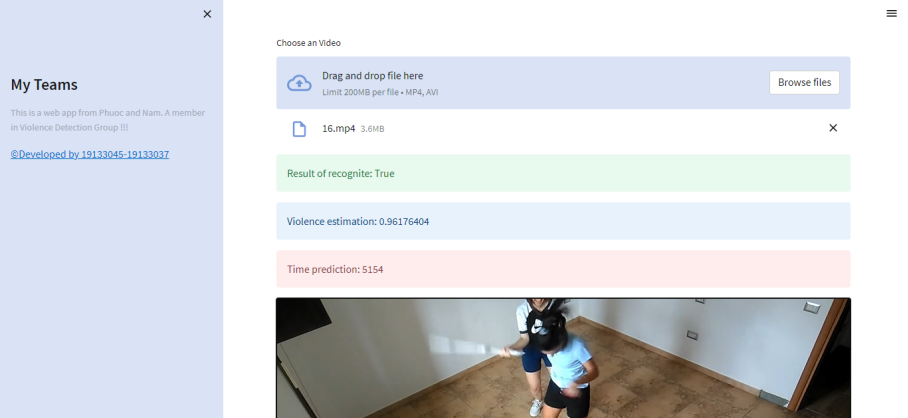 My Teams
This is a web app from Phuoc and Nam. A member
in Violence Detection Group !!!
©Developed by 19133045-19133037
Choose an Video
Drag and drop file here
Limit 200MB per file • MP4, AVI
Browse files
16.mp4 3.6MB
Result of recognite: True
Violence estimation: 0.96176404
Time prediction: 5154